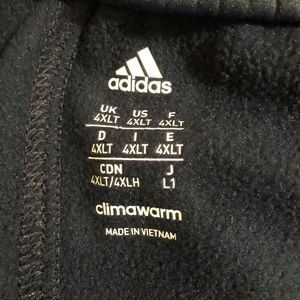 adidas
UK US F
4XLT 4XLT 4XLT
D I E
4XLT 4XLT 4XLT
CDN J
4XLT/4XLH L1
climawarm
MADE IN VIETNAM